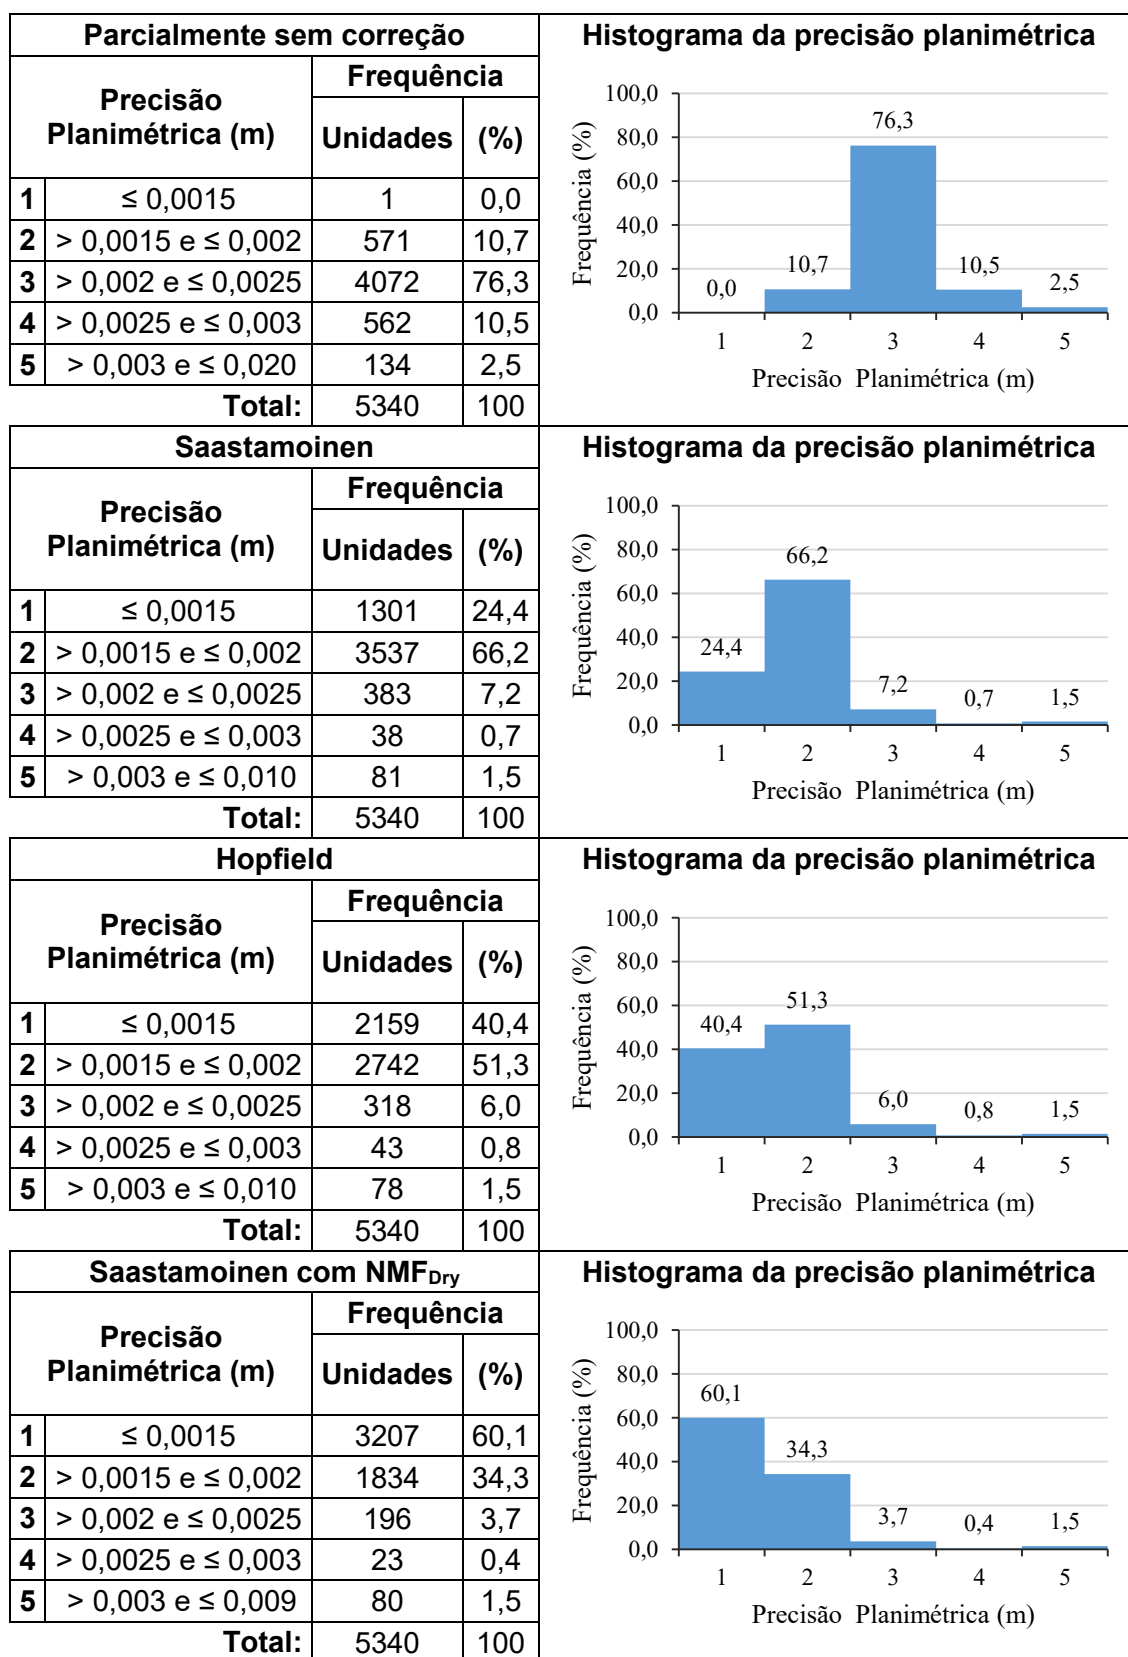 Parcialmente sem correção
Precisão Planimétrica (m)
Frequência
Unidades (%)
1 ≤ 0,0015 1 0,0
2 > 0,0015 e ≤ 0,002 571 10,7
3 > 0,002 e ≤ 0,0025 4072 76,3
4 > 0,0025 e ≤ 0,003 562 10,5
5 > 0,003 e ≤ 0,020 134 2,5
Total: 5340 100
Histograma da precisão planimétrica
Frequência (%)
100,0
80,0
60,0
40,0
20,0
0,0
0,0 10,7 76,3 10,5 2,5
1 2 3 4 5
Precisão Planimétrica (m)
Saastamoinen
Precisão Planimétrica (m)
Frequência
Unidades (%)
1 ≤ 0,0015 1301 24,4
2 > 0,0015 e ≤ 0,002 3537 66,2
3 > 0,002 e ≤ 0,0025 383 7,2
4 > 0,0025 e ≤ 0,003 38 0,7
5 > 0,003 e ≤ 0,010 81 1,5
Total: 5340 100
Histograma da precisão planimétrica
Frequência (%)
100,0
80,0
60,0
40,0
20,0
0,0
24,4 66,2 7,2 0,7 1,5
1 2 3 4 5
Precisão Planimétrica (m)
Hopfield
Precisão Planimétrica (m)
Frequência
Unidades (%)
1 ≤ 0,0015 2159 40,4
2 > 0,0015 e ≤ 0,002 2742 51,3
3 > 0,002 e ≤ 0,0025 318 6,0
4 > 0,0025 e ≤ 0,003 43 0,8
5 > 0,003 e ≤ 0,010 78 1,5
Total: 5340 100
Histograma da precisão planimétrica
Frequência (%)
100,0
80,0
60,0
40,0
20,0
0,0
40,4 51,3 6,0 0,8 1,5
1 2 3 4 5
Precisão Planimétrica (m)
Saastamoinen com NMFDry
Precisão Planimétrica (m)
Frequência
Unidades (%)
1 ≤ 0,0015 3207 60,1
2 > 0,0015 e ≤ 0,002 1834 34,3
3 > 0,002 e ≤ 0,0025 196 3,7
4 > 0,0025 e ≤ 0,003 23 0,4
5 > 0,003 e ≤ 0,009 80 1,5
Total: 5340 100
Histograma da precisão planimétrica
Frequência (%)
100,0
80,0
60,0
40,0
20,0
0,0
60,1 34,3 3,7 0,4 1,5
1 2 3 4 5
Precisão Planimétrica (m)